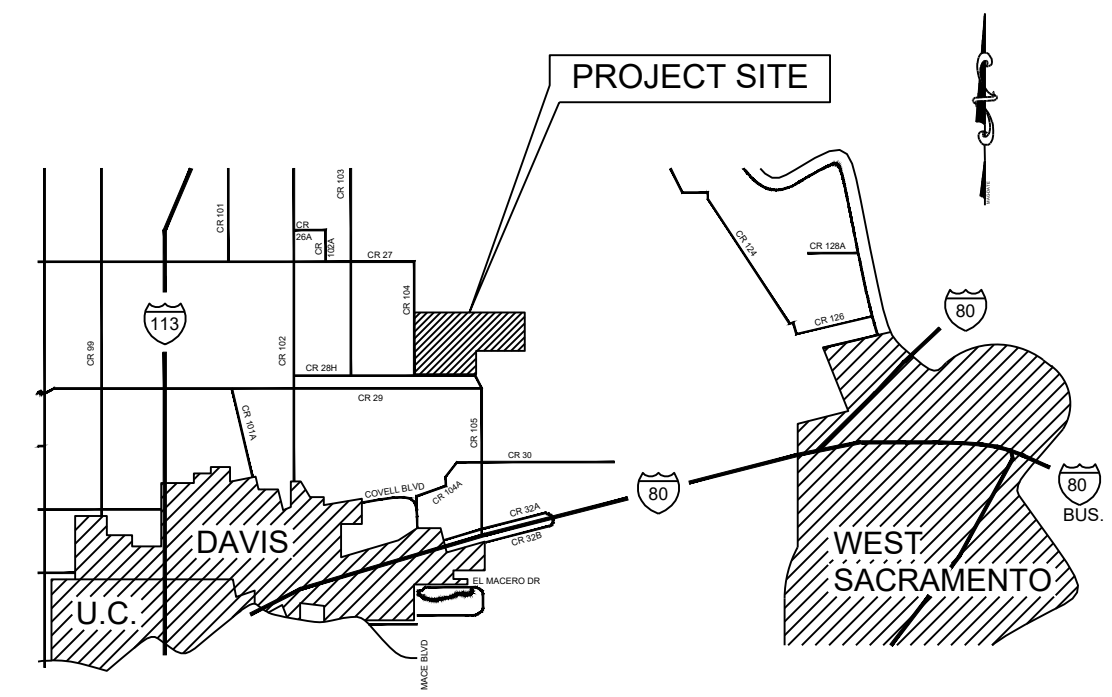 PROJECT SITE
CR 101
CR 103
CR
26A
CR
102A
CR 27
CR 104
113
CR 99
CR 102
CR 28H
CR 29
CR 101A
CR 105
CR 30
COVELL BLVD
CR 104A
CR 32A
CR 32B
80
DAVIS
U.C.
EL MACERO DR
MACE BLVD
CR 124
CR 128A
CR 126
80
80
BUS.
WEST
SACRAMENTO